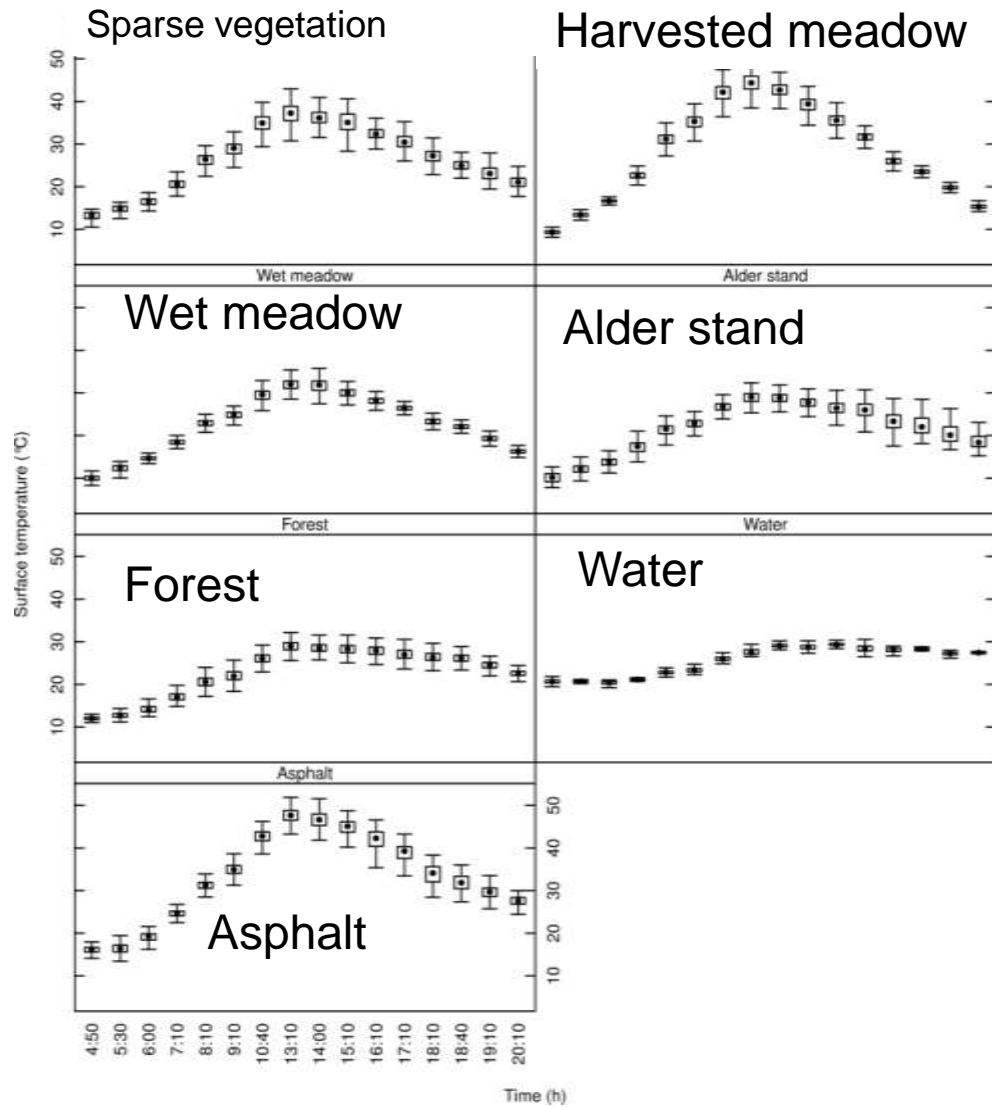 Sparse vegetation
Harvested meadow
50
40
30
20
10
Wet meadow
Alder stand
Wet meadow
Alder stand
Forest
Water
Forest
Water
50
40
30
20
10
Surface temperature (°C)
Asphalt
Asphalt
50
40
30
20
10
4:50
5:30
6:00
7:10
8:10
9:10
10:40
13:10
14:00
15:10
16:10
17:10
18:10
18:40
19:10
20:10
Time (h)